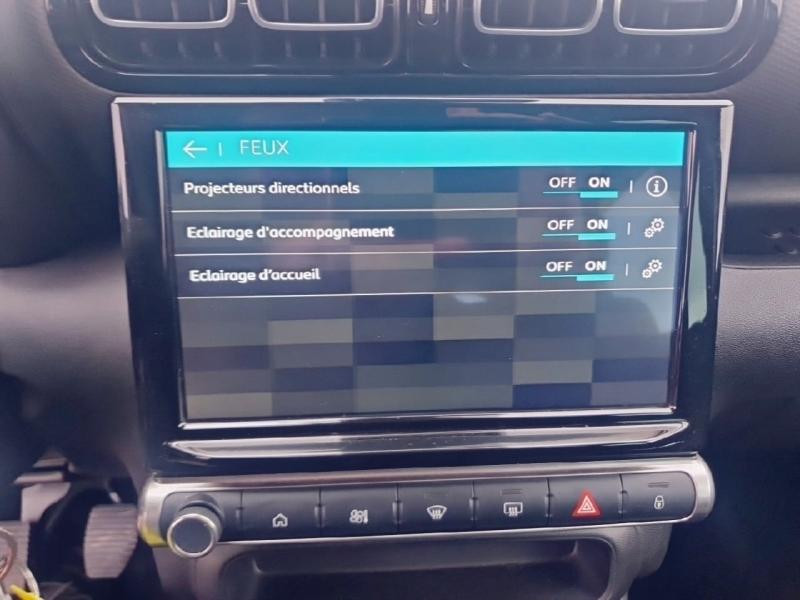 ← | FEUX
Projecteurs directionnels OFF ON | i
Eclairage d'accompagnement OFF ON |
Eclairage d'accueil OFF ON |